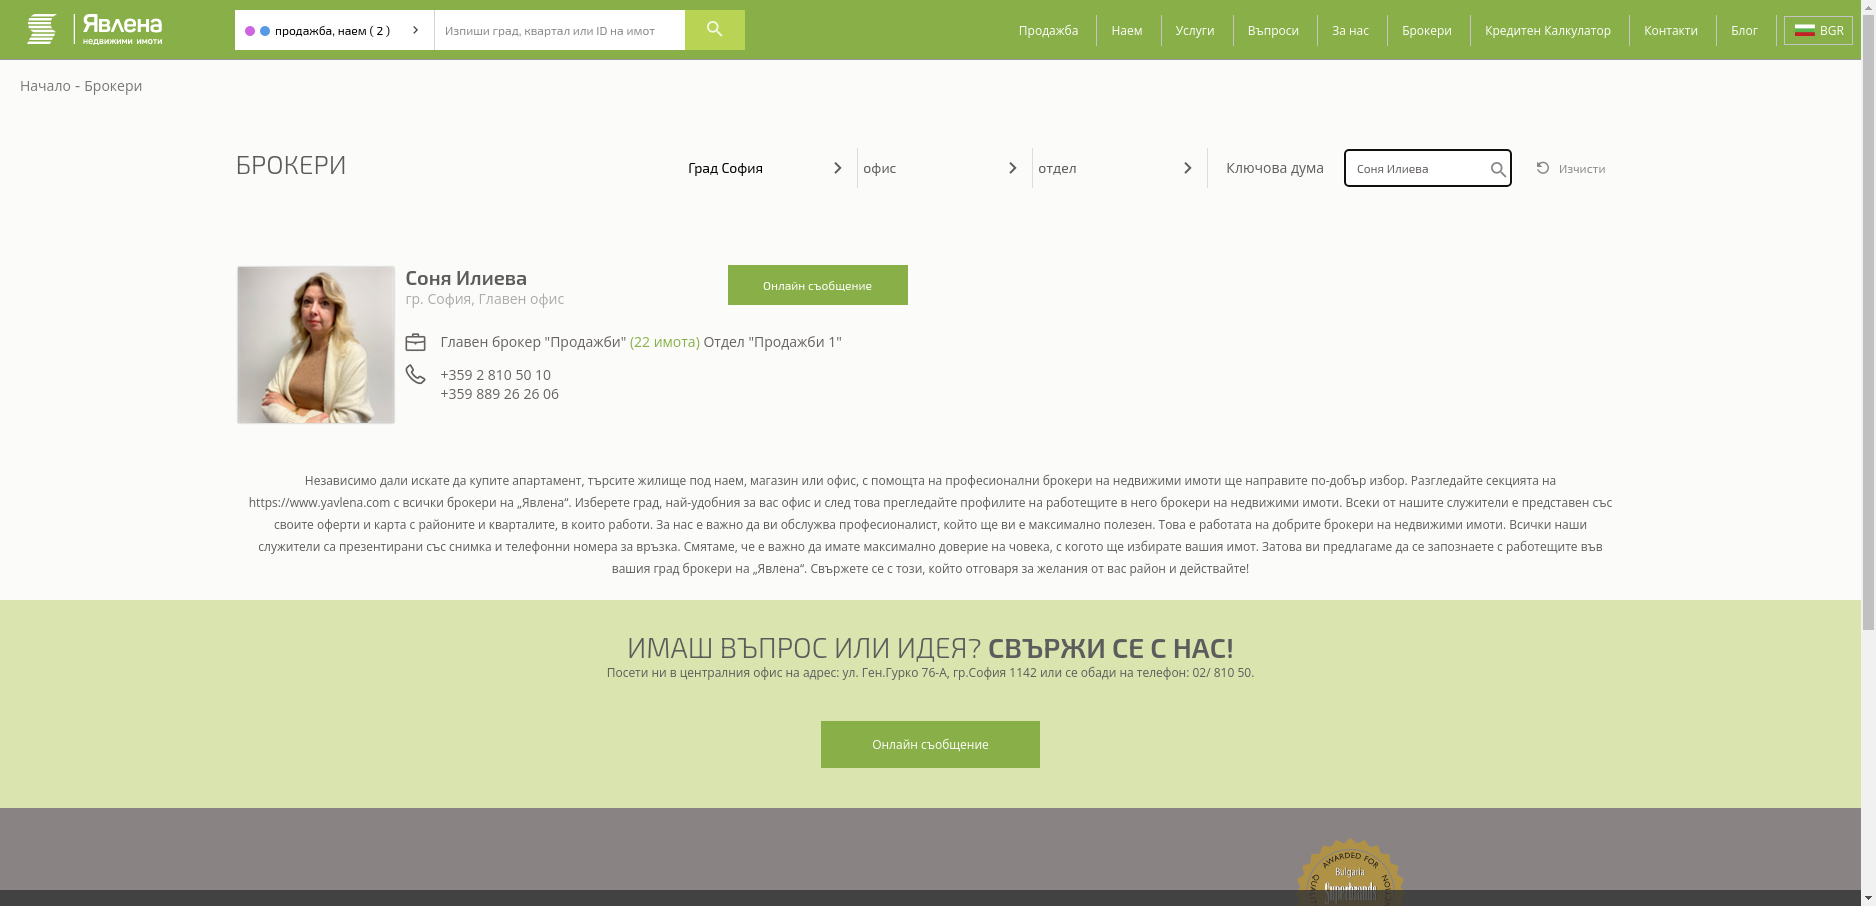 Явлена
недвижими имоти
продажба, наем ( 2 )
Изпиши град, квартал или ID на имот
Продажба
Наем
Услуги
Въпроси
За нас
Брокери
Кредитен Калкулатор
Контакти
Блог
BGR
Начало - Брокери
БРОКЕРИ
Град София
офис
отдел
Ключова дума
Соня Илиева
Изчисти
Соня Илиева
гр. София, Главен офис
Онлайн съобщение
Главен брокер "Продажби" (22 имота) Отдел "Продажби 1"
+359 2 810 50 10
+359 889 26 26 06
Независимо дали искате да купите апартамент, търсите жилище под наем, магазин или офис, с помощта на професионални брокери на недвижими имоти ще направите по-добър избор. Разгледайте секцията на
https://www.yavlena.com с всички брокери на „Явлена“. Изберете град, най-удобния за вас офис и след това прегледайте профилите на работещите в него брокери на недвижими имоти. Всеки от нашите служители е представен със
своите оферти и карта с районите и кварталите, в които работи. За нас е важно да ви обслужва професионалист, който ще ви е максимално полезен. Това е работата на добрите брокери на недвижими имоти. Всички наши
служители са презентирани със снимка и телефонни номера за връзка. Смятаме, че е важно да имате максимално доверие на човека, с когото ще избирате вашия имот. Затова ви предлагаме да се запознаете с работещите във
вашия град брокери на „Явлена“. Свържете се с този, който отговаря за желания от вас район и действайте!
ИМАШ ВЪПРОС ИЛИ ИДЕЯ? СВЪРЖИ СЕ С НАС!
Посети ни в централния офис на адрес: ул. Ген.Гурко 76-А, гр.София 1142 или се обади на телефон: 02/ 810 50.
Онлайн съобщение
AWARDED FOR
Bulgaria